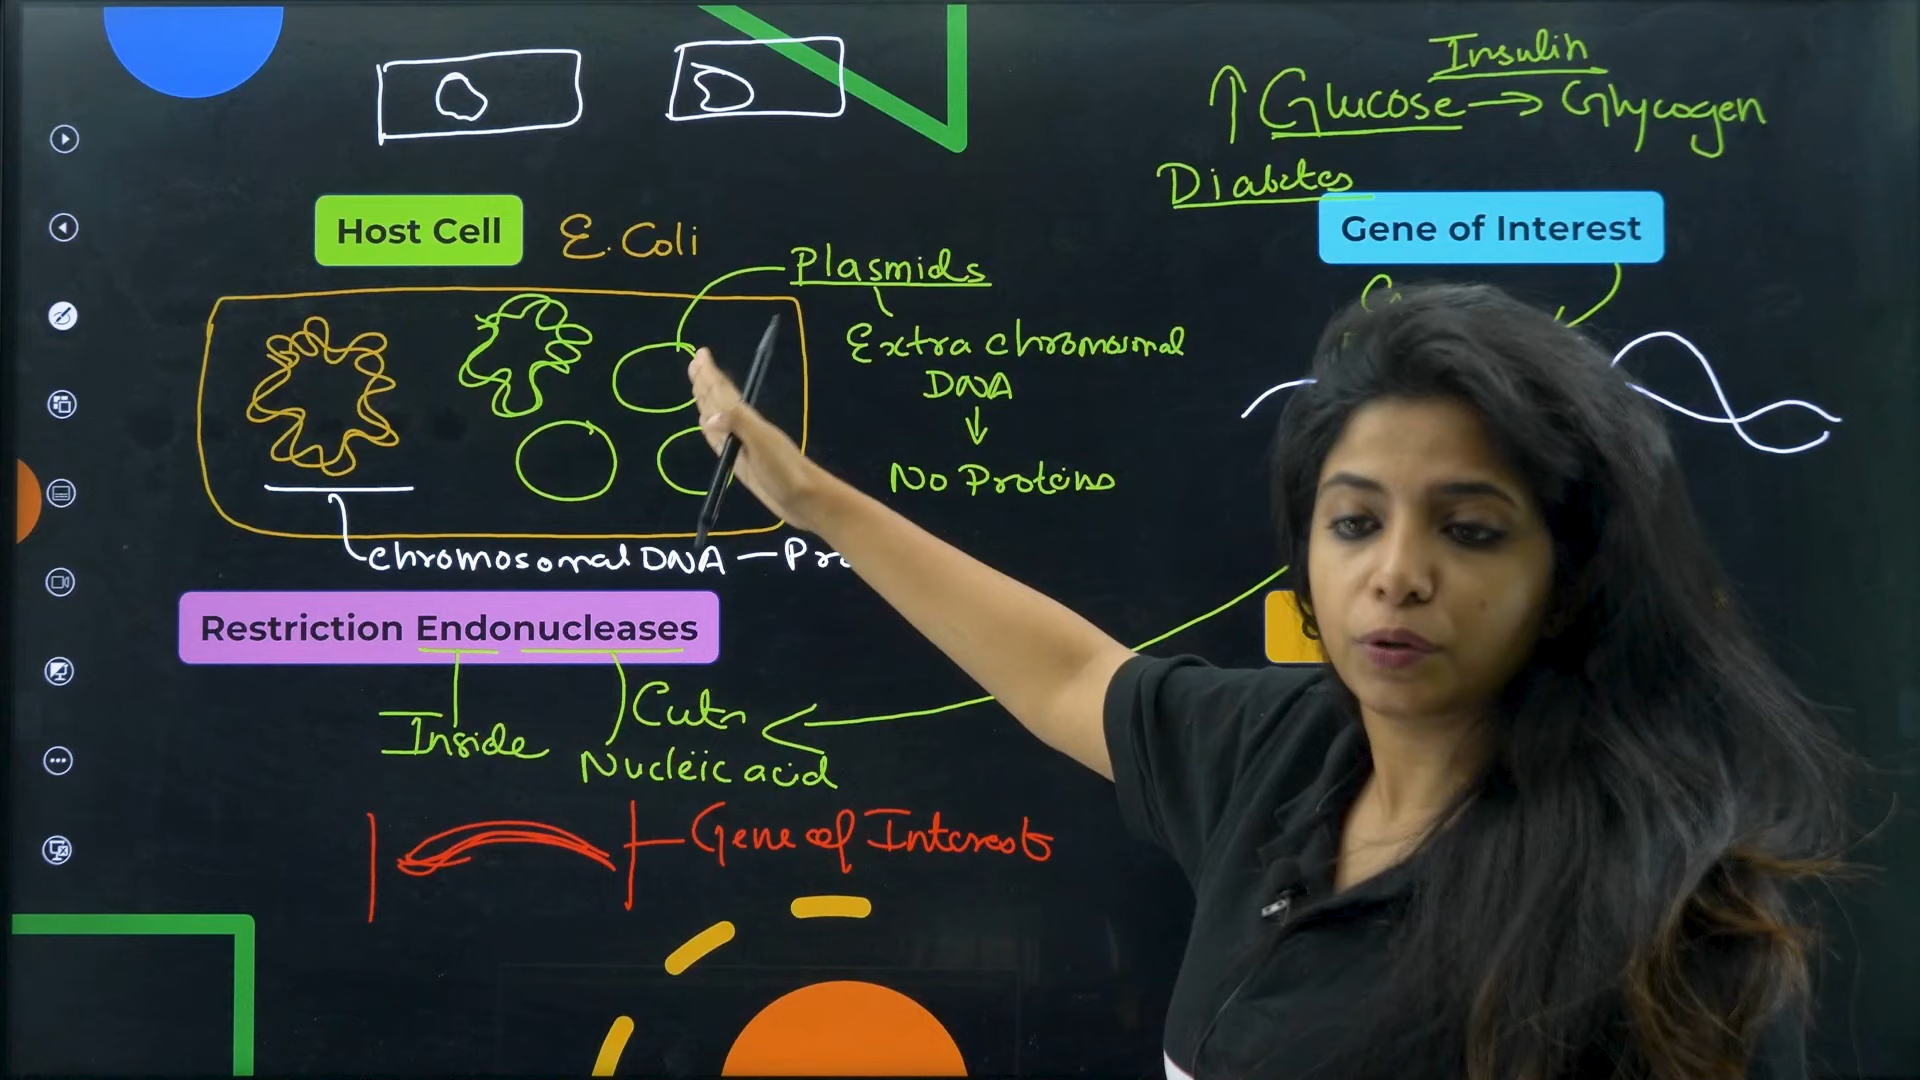 Insulin
↑ Glucose → Glycogen
Diabetes
Host Cell
E. Coli
Gene of Interest
Plasmids
Extra chromosomal
DNA
↓
No Proteins
chromosomal DNA —
Restriction Endonucleases
Inside
Cuts
Nucleic acid
Gene of Interest